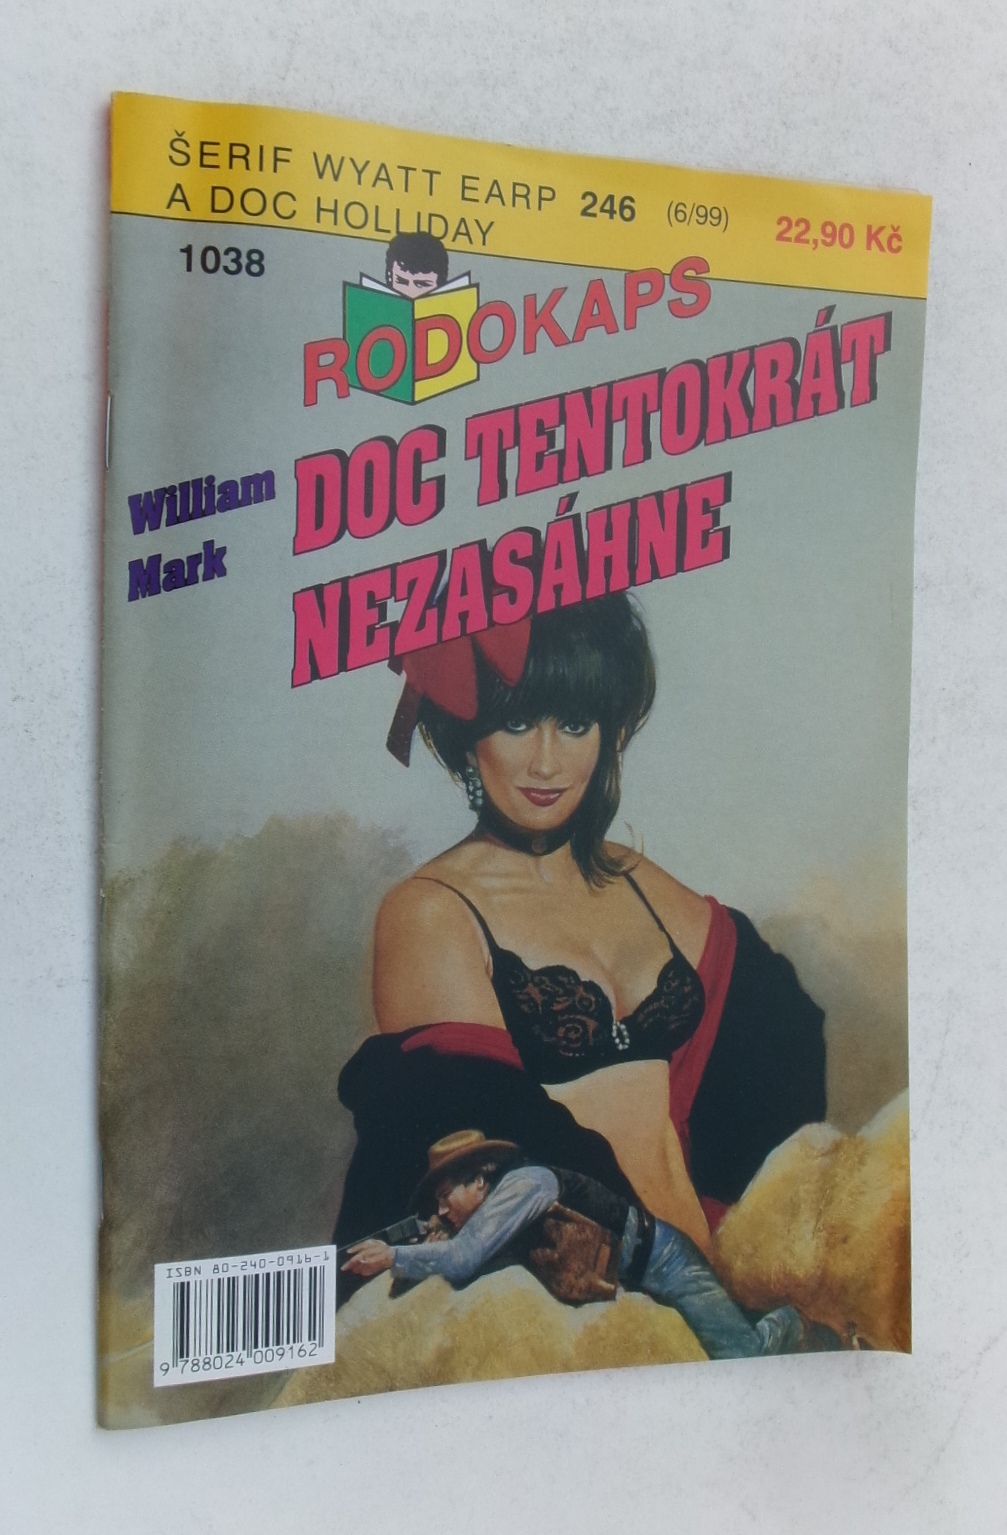 ŠERIF WYATT EARP 246 (6/99) 22,90 Kč
A DOC HOLLIDAY
1038
RODOKAPS
William
Mark
DOC TENTOKRÁT
NEZASÁHNE
ISBN 80-240-0916-1
9 788024 009162